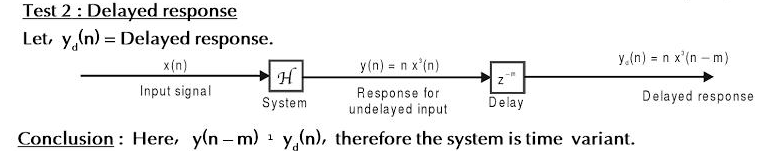 Test 2 : Delayed response
Let, y_d(n) = Delayed response.
x(n)
Input signal
H
System
y(n) = n x³(n)
Response for
undelayed input
z⁻ᵐ
Delay
y_d(n) = n x³(n – m)
Delayed response
Conclusion : Here, y(n – m) ¹ y_d(n), therefore the system is time variant.